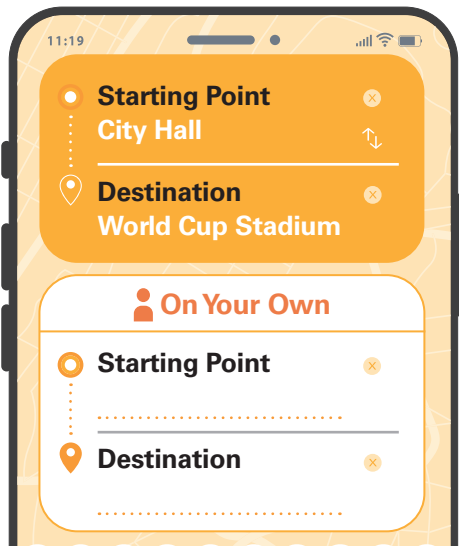 11:19
Starting Point
City Hall
Destination
World Cup Stadium
On Your Own
Starting Point
Destination